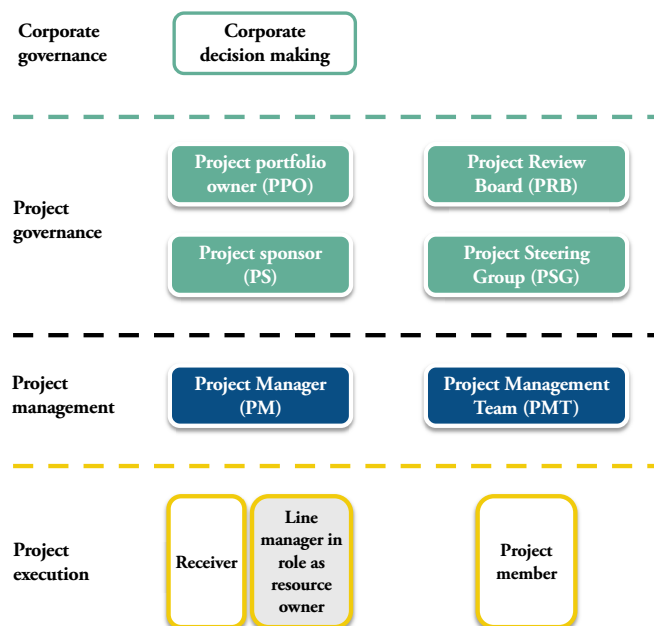 Corporate
governance
Corporate
decision making
Project
governance
Project portfolio
owner (PPO)
Project Review
Board (PRB)
Project sponsor
(PS)
Project Steering
Group (PSG)
Project
management
Project Manager
(PM)
Project Management
Team (PMT)
Project
execution
Receiver
Line
manager in
role as
resource
owner
Project
member